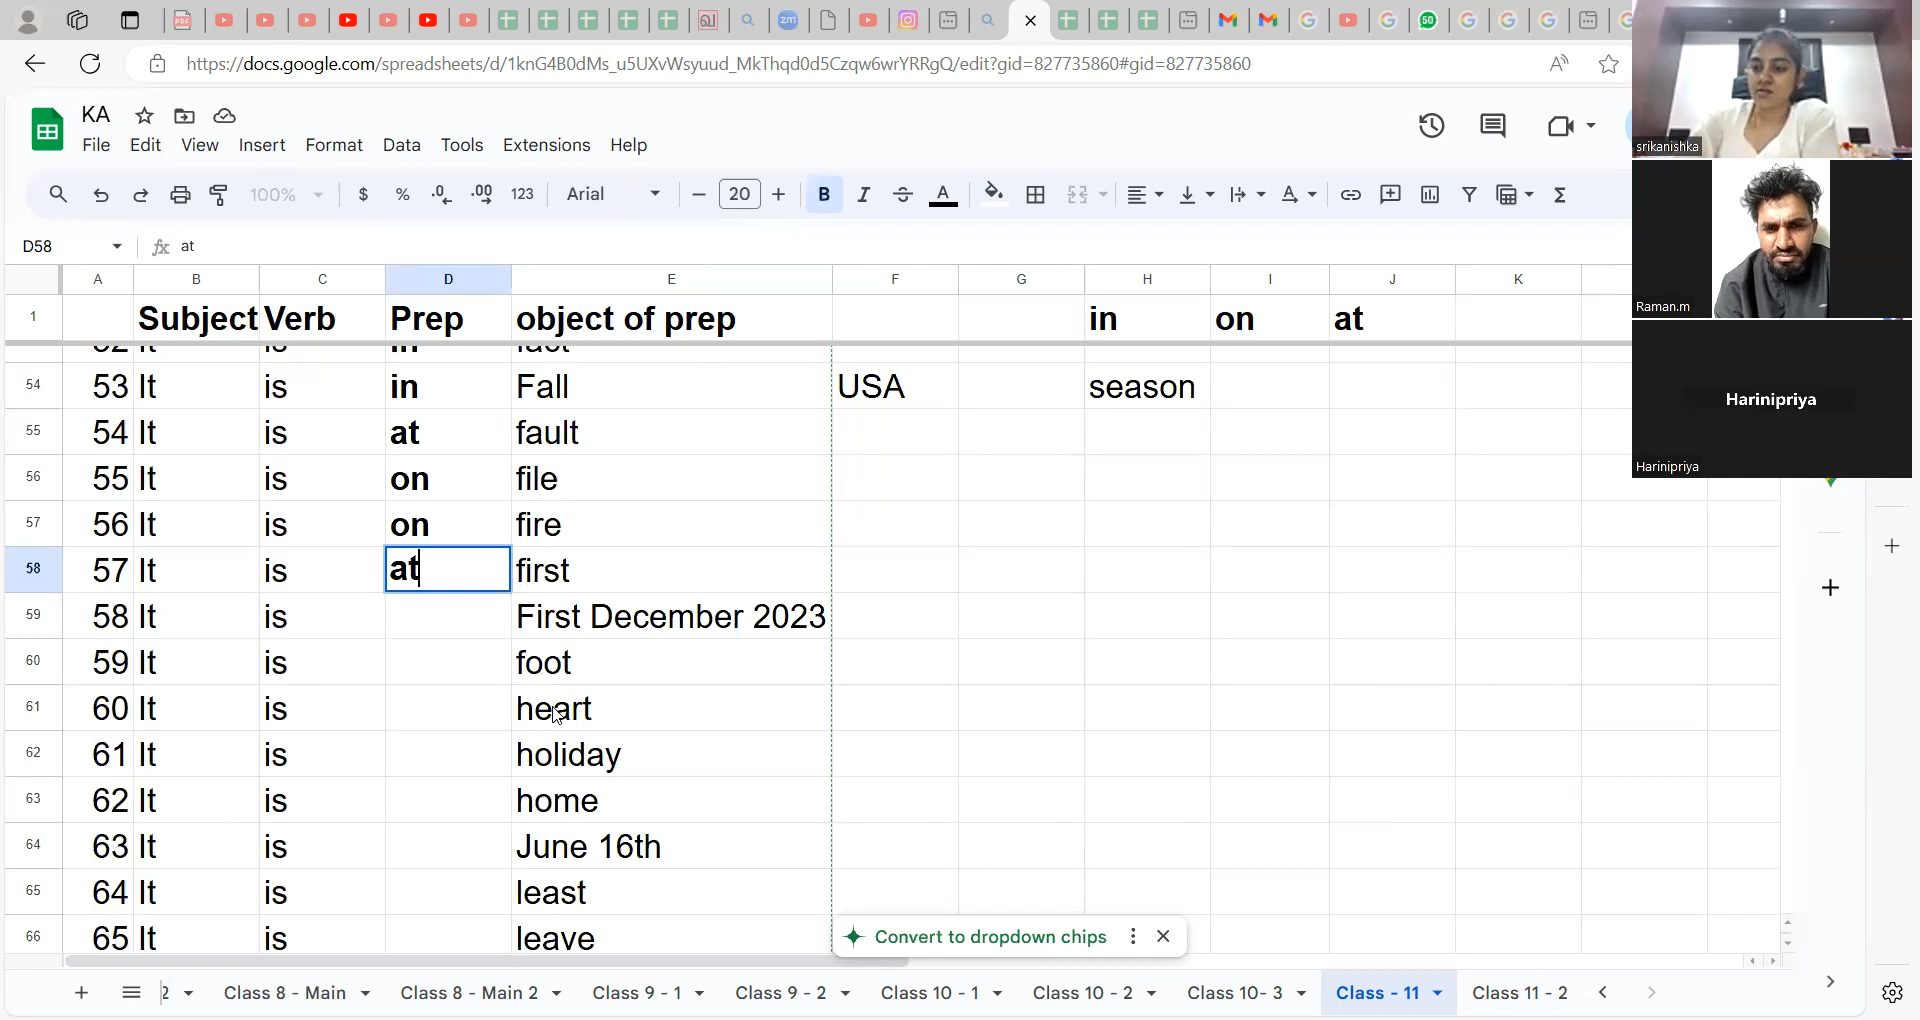 https://docs.google.com/spreadsheets/d/1knG4B0dMs_u5UXvWsyuud_MkThqd0d5Czqw6wrYRRgQ/edit?gid=827735860#gid=827735860
KA
File Edit View Insert Format Data Tools Extensions Help
100% $ % .0 .00 123 Arial 20 B I A Σ
D58 fx at
A B C D E F G H I J K
1 Subject Verb Prep object of prep in on at
54 53 It is in Fall USA season
55 54 It is at fault
56 55 It is on file
57 56 It is on fire
58 57 It is at first
59 58 It is First December 2023
60 59 It is foot
61 60 It is heart
62 61 It is holiday
63 62 It is home
64 63 It is June 16th
65 64 It is least
66 65 It is leave
Convert to dropdown chips
2 Class 8 - Main Class 8 - Main 2 Class 9 - 1 Class 9 - 2 Class 10 - 1 Class 10 - 2 Class 10- 3 Class - 11 Class 11 - 2
srikanishka
Raman.m
Harinipriya
Harinipriya